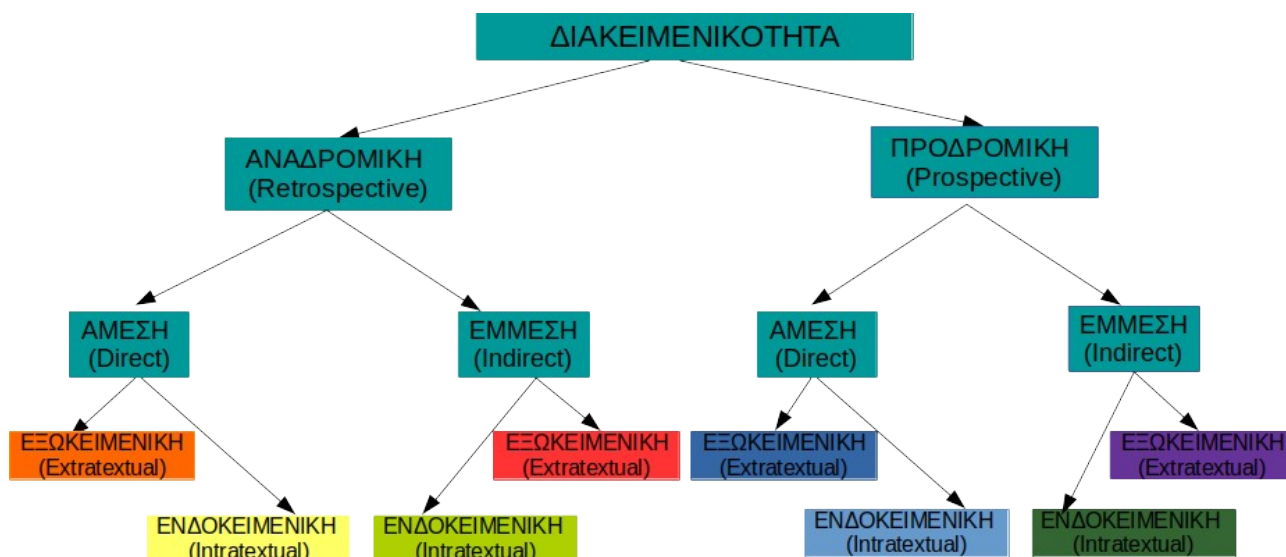 ΔΙΑΚΕΙΜΕΝΙΚΟΤΗΤΑ
ΑΝΑΔΡΟΜΙΚΗ
(Retrospective)
ΠΡΟΔΡΟΜΙΚΗ
(Prospective)
ΑΜΕΣΗ
(Direct)
ΕΜΜΕΣΗ
(Indirect)
ΑΜΕΣΗ
(Direct)
ΕΜΜΕΣΗ
(Indirect)
ΕΞΩΚΕΙΜΕΝΙΚΗ
(Extratextual)
ΕΞΩΚΕΙΜΕΝΙΚΗ
(Extratextual)
ΕΞΩΚΕΙΜΕΝΙΚΗ
(Extratextual)
ΕΞΩΚΕΙΜΕΝΙΚΗ
(Extratextual)
ΕΝΔΟΚΕΙΜΕΝΙΚΗ
(Intratextual)
ΕΝΔΟΚΕΙΜΕΝΙΚΗ
(Intratextual)
ΕΝΔΟΚΕΙΜΕΝΙΚΗ
(Intratextual)
ΕΝΔΟΚΕΙΜΕΝΙΚΗ
(Intratextual)